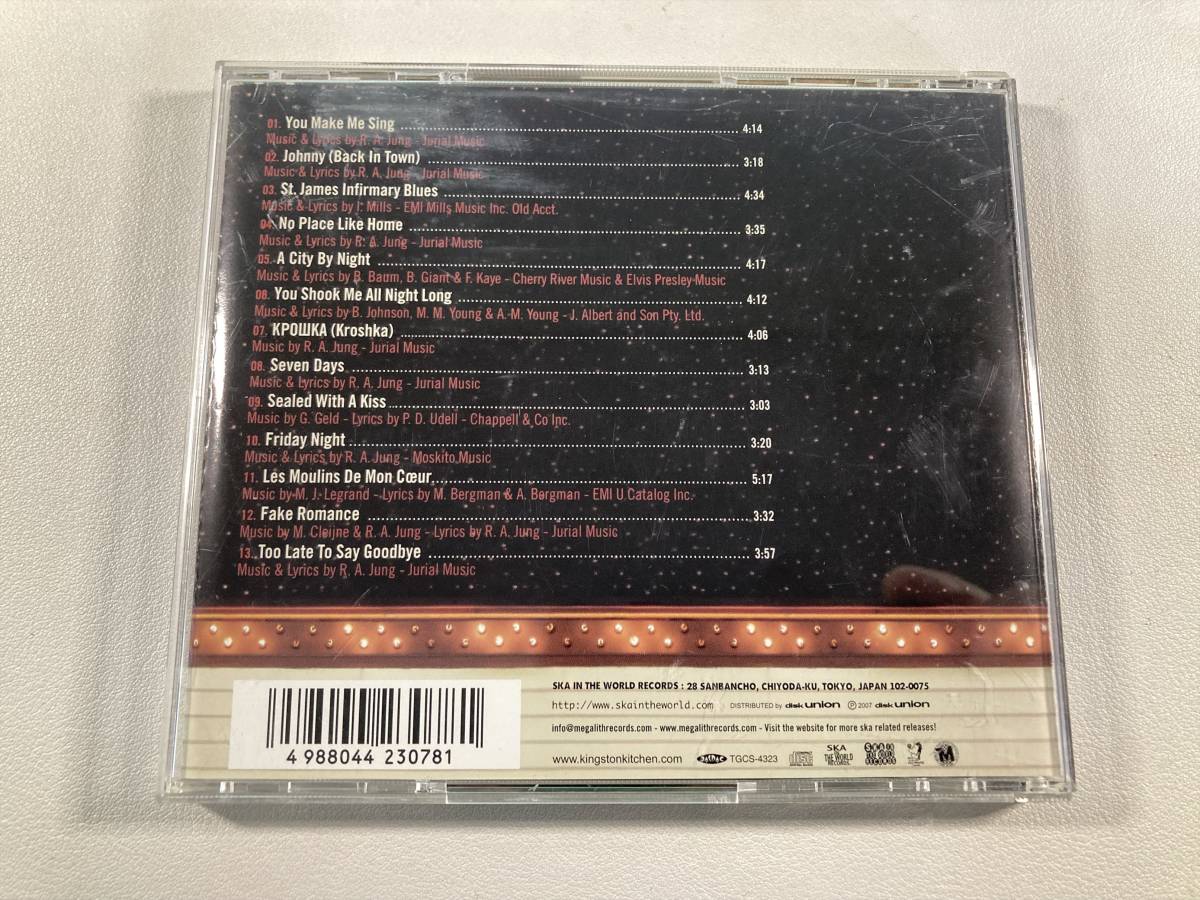 01. You Make Me Sing 4:14
Music & Lyrics by R. A. Jung - Jurial Music
02. Johnny (Back In Town) 3:18
Music & Lyrics by R. A. Jung - Jurial Music
03. St. James Infirmary Blues 4:34
Music & Lyrics by I. Mills - EMI Mills Music Inc. Old Acct.
04. No Place Like Home 3:35
Music & Lyrics by R. A. Jung - Jurial Music
05. A City By Night 4:17
Music & Lyrics by B. Baum, B. Giant & F. Kaye - Cherry River Music & Elvis Presley Music
06. You Shook Me All Night Long 4:12
Music & Lyrics by B. Johnson, M. M. Young & A. M. Young - J. Albert and Son Pty. Ltd.
07. КРОШКА (Kroshka) 4:06
Music by R. A. Jung - Jurial Music
08. Seven Days 3:13
Music & Lyrics by R. A. Jung - Jurial Music
09. Sealed With A Kiss 3:03
Music by G. Geld - Lyrics by P. D. Udell - Chappell & Co Inc.
10. Friday Night 3:20
Music & Lyrics by R. A. Jung - Moskito Music
11. Les Moulins De Mon Cœur 5:17
Music by M. J. Legrand - Lyrics by M. Bergman & A. Bergman - EMI U Catalog Inc.
12. Fake Romance 3:32
Music by M. Cleijne & R. A. Jung - Lyrics by R. A. Jung - Jurial Music
13. Too Late To Say Goodbye 3:57
Music & Lyrics by R. A. Jung - Jurial Music
SKA IN THE WORLD RECORDS : 28 SANBANCHO, CHIYODA-KU, TOKYO, JAPAN 102-0075
http://www.skaintheworld.com DISTRIBUTED by disk union ℗ 2007 disk union
info@megalithrecords.com - www.megalithrecords.com - Visit the website for more ska related releases!
www.kingstonkitchen.com JASRAC TGCS-4323 SKA IN THE WORLD RECORDS
4 988044 230781